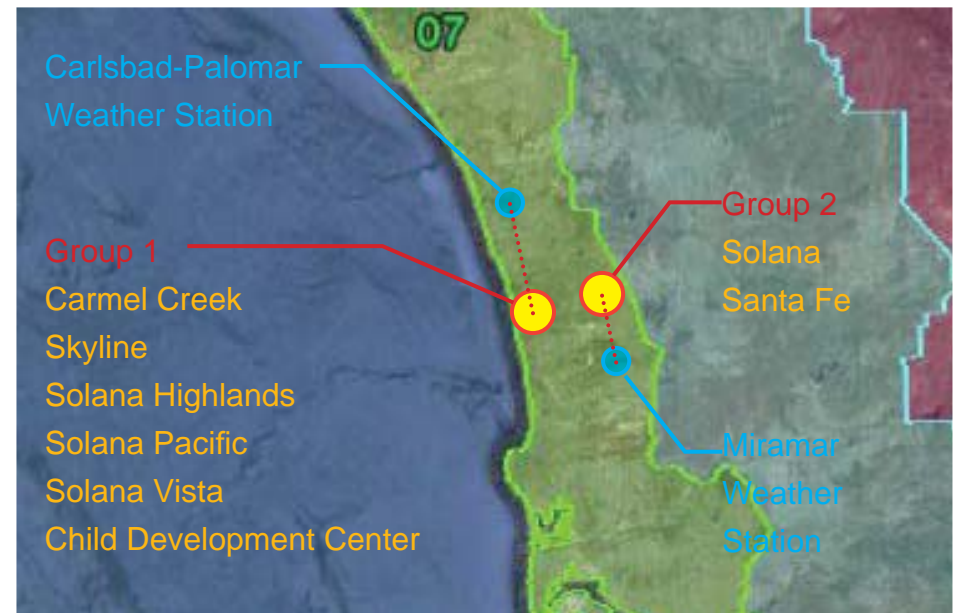 07
Carlsbad-Palomar
Weather Station
Group 1
Carmel Creek
Skyline
Solana Highlands
Solana Pacific
Solana Vista
Child Development Center
Group 2
Solana
Santa Fe
Miramar
Weather
Station